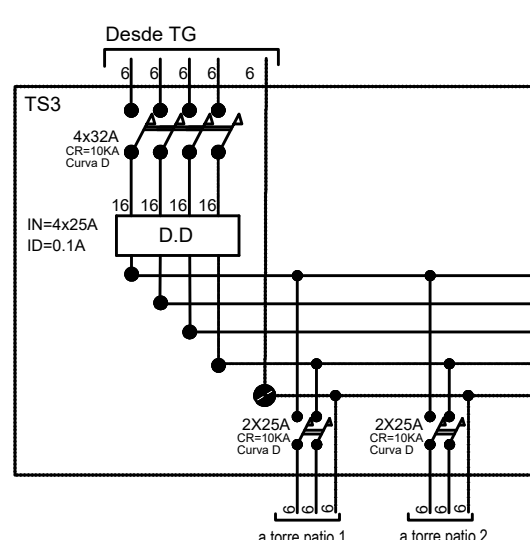 Desde TG
6 6 6 6 6
TS3
4x32A
CR=10KA
Curva D
16 16 16 16
IN=4x25A
ID=0.1A
D.D
2X25A
CR=10KA
Curva D
2X25A
CR=10KA
Curva D
6 6 6
6 6 6
a torre patio 1
a torre patio 2